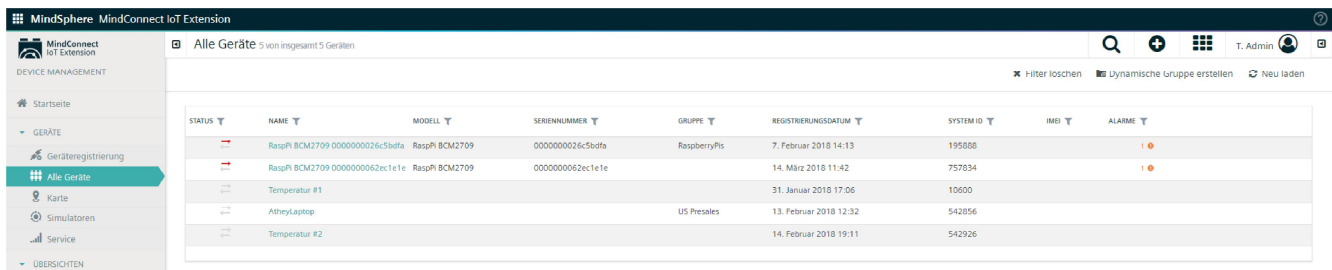 MindSphere MindConnect IoT Extension
MindConnect
IoT Extension
DEVICE MANAGEMENT
Startseite
GERÄTE
Geräteregistrierung
Alle Geräte
Karte
Simulatoren
Service
ÜBERSICHTEN
Alle Geräte 5 von insgesamt 5 Geräten
T. Admin
Filter löschen Dynamische Gruppe erstellen Neu laden
STATUS NAME MODELL SERIENNUMMER GRUPPE REGISTRIERUNGSDATUM SYSTEM ID IMEI ALARME
RaspPi BCM2709 0000000026c5bdfa RaspPi BCM2709 0000000026c5bdfa RaspberryPis 7. Februar 2018 14:13 195888 1
RaspPi BCM2709 0000000062ec1e1e RaspPi BCM2709 0000000062ec1e1e 14. März 2018 11:42 757834 1
Temperatur #1 31. Januar 2018 17:06 10600
AtheyLaptop US Presales 13. Februar 2018 12:32 542856
Temperatur #2 14. Februar 2018 19:11 542926